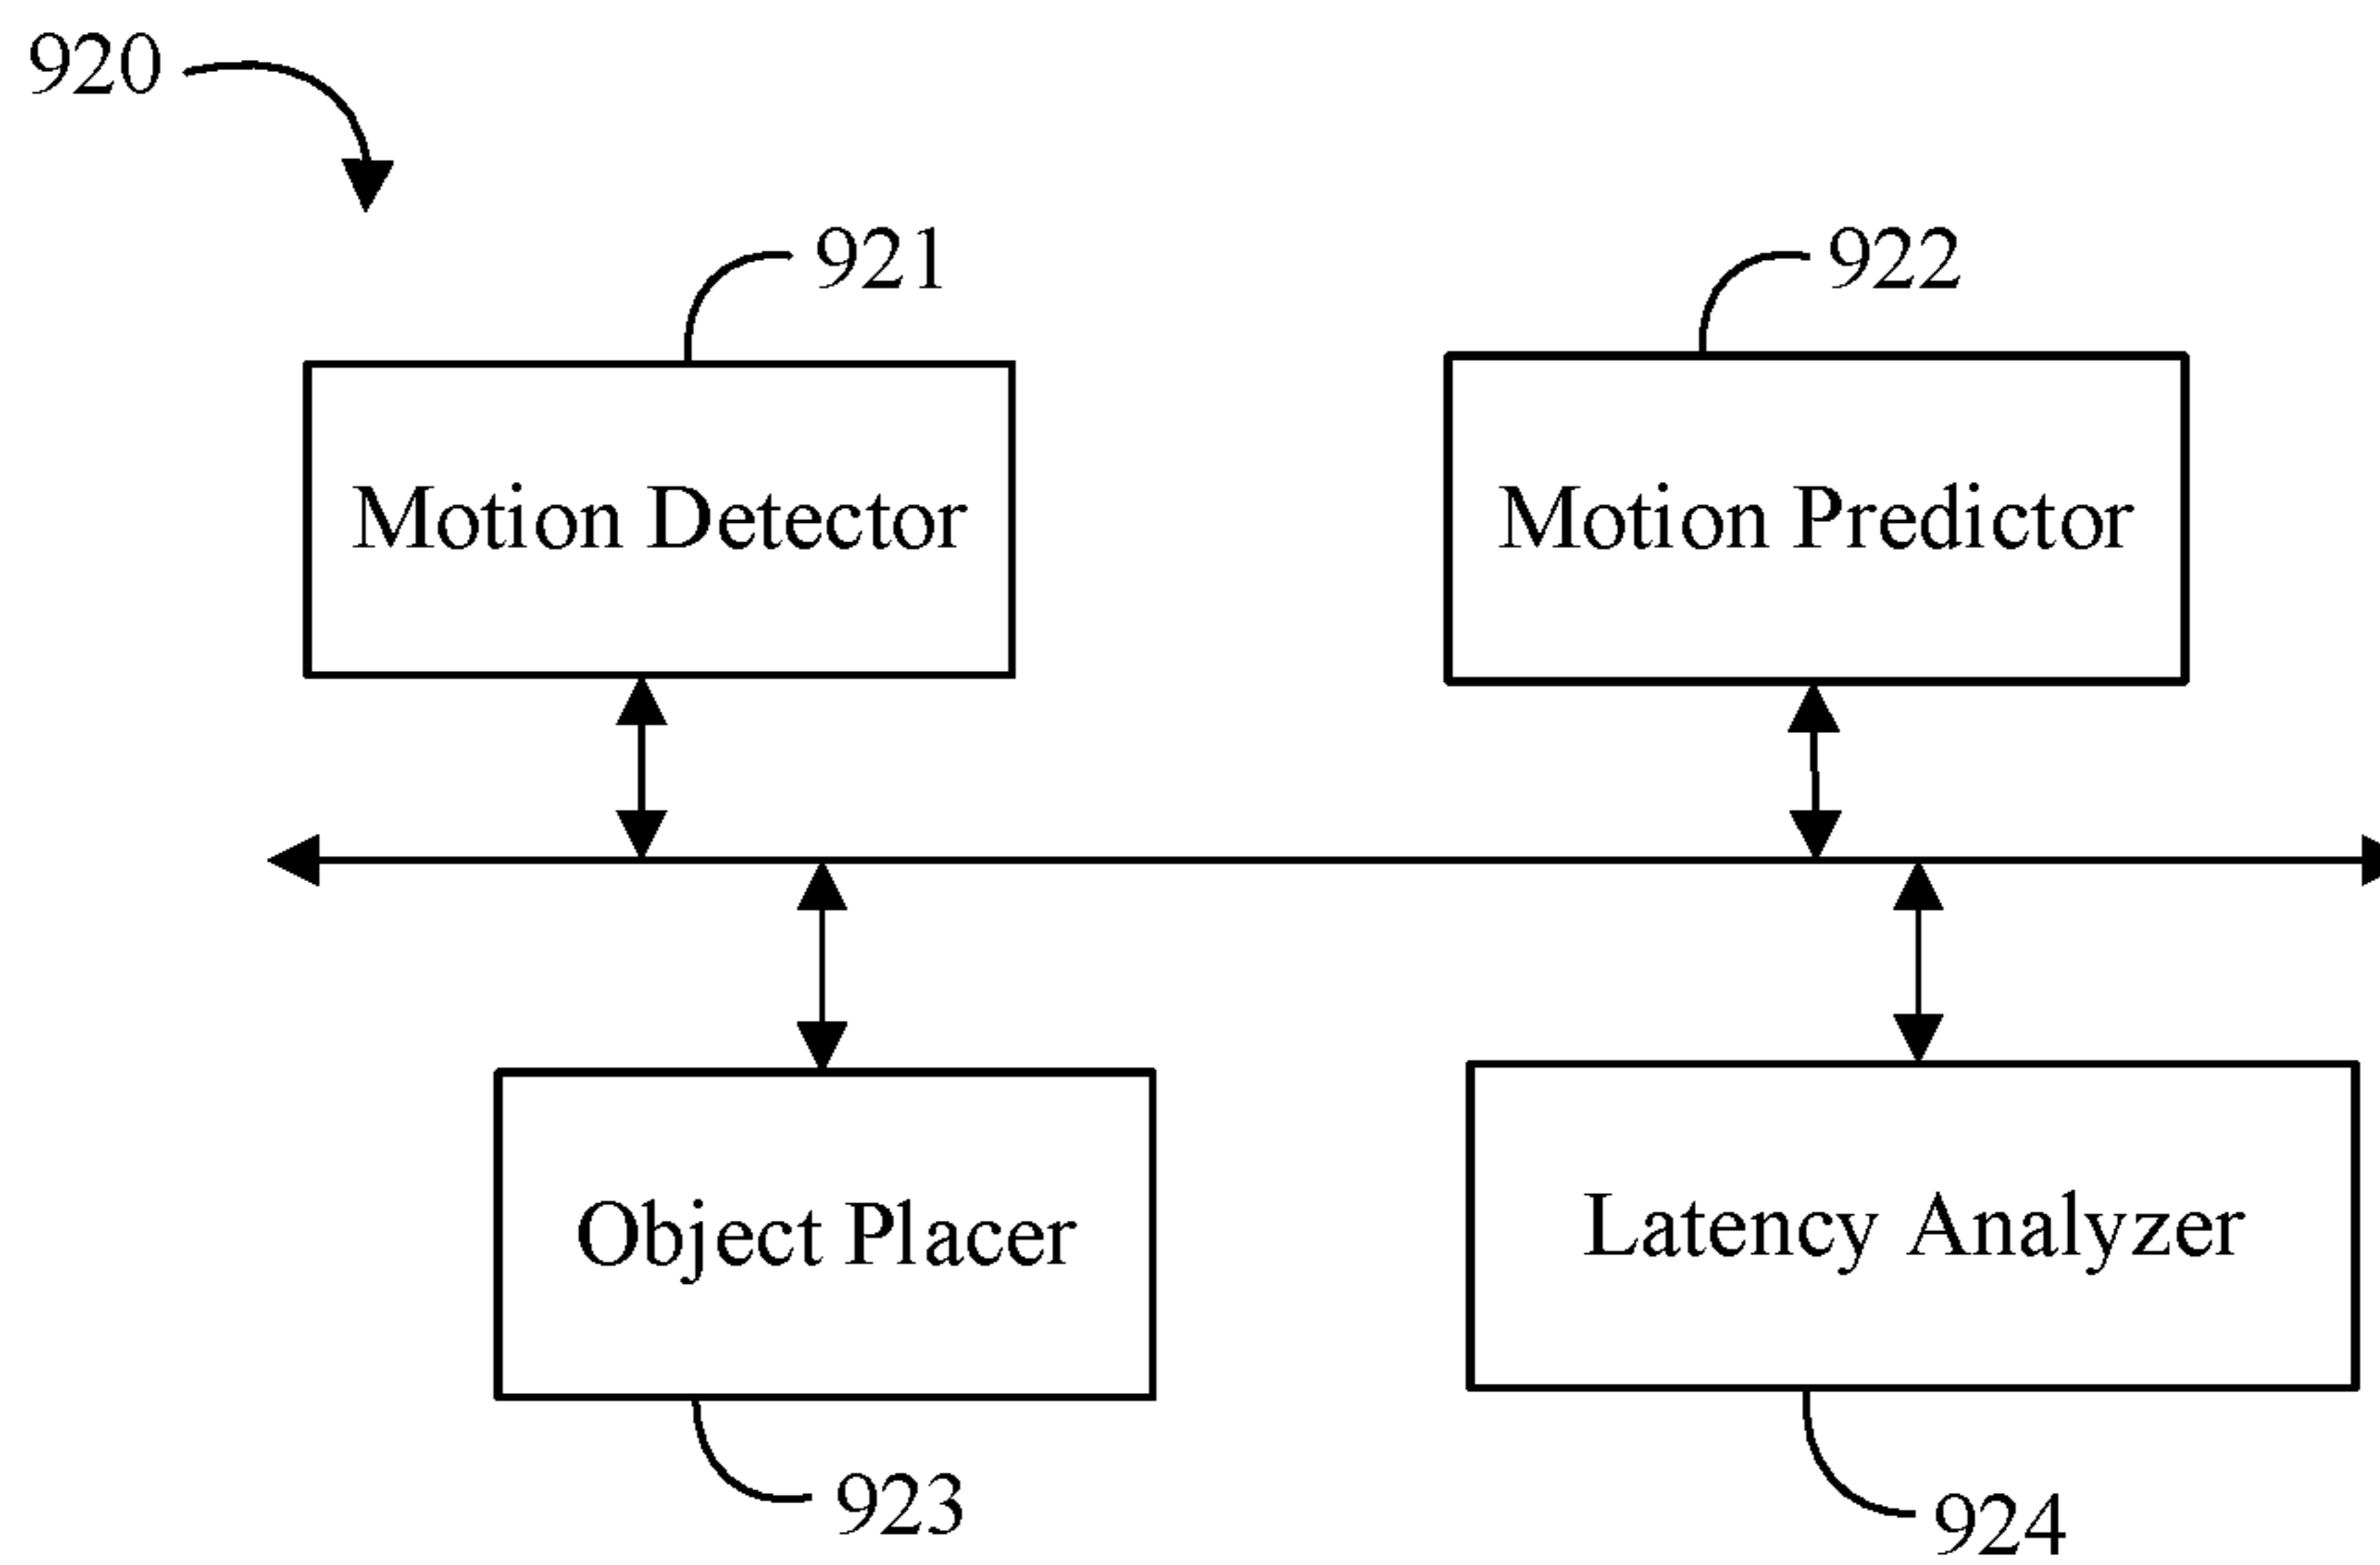 920
921
922
Motion Detector
Motion Predictor
Object Placer
Latency Analyzer
923
924